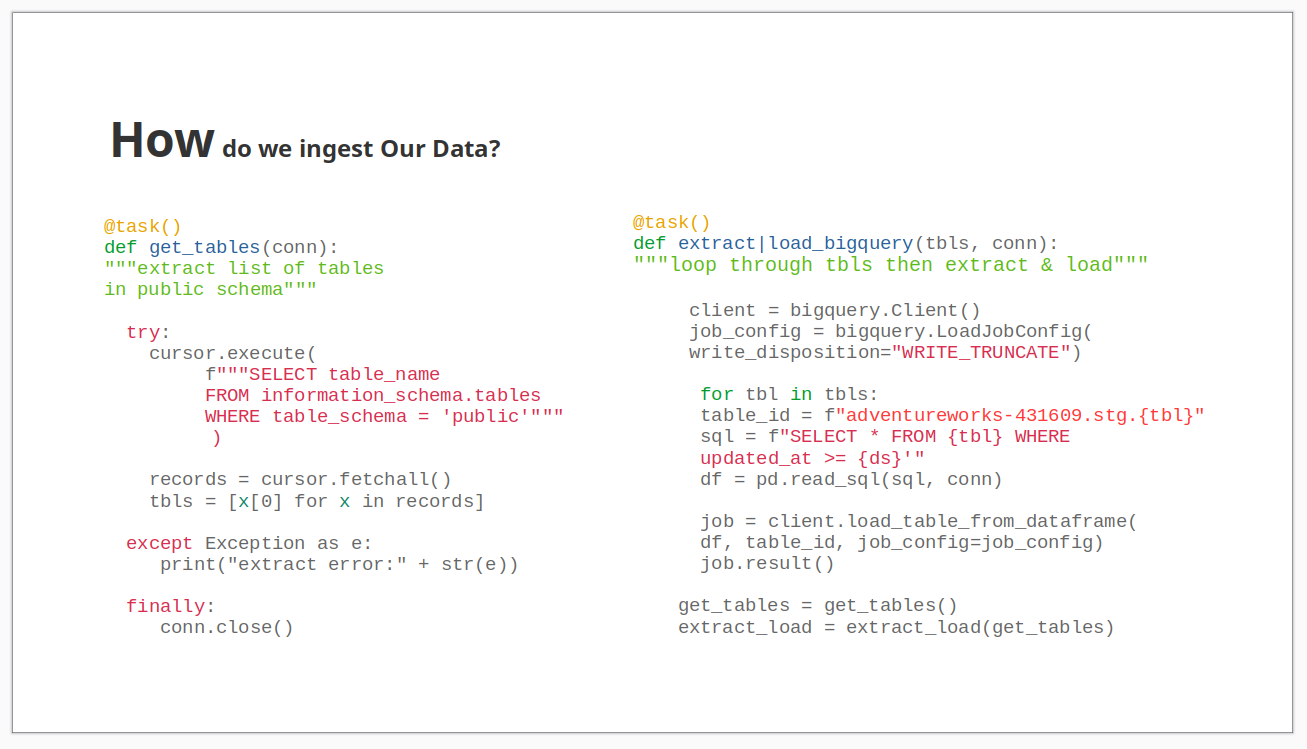 How do we ingest Our Data?
@task()
def get_tables(conn):
"""extract list of tables
in public schema"""
try:
cursor.execute(
f"""SELECT table_name
FROM information_schema.tables
WHERE table_schema = 'public'"""
)
records = cursor.fetchall()
tbls = [x[0] for x in records]
except Exception as e:
print("extract error:" + str(e))
finally:
conn.close()
@task()
def extract|load_bigquery(tbls, conn):
"""loop through tbls then extract & load"""
client = bigquery.Client()
job_config = bigquery.LoadJobConfig(
write_disposition="WRITE_TRUNCATE")
for tbl in tbls:
table_id = f"adventureworks-431609.stg.{tbl}"
sql = f"SELECT * FROM {tbl} WHERE
updated_at >= {ds}'"
df = pd.read_sql(sql, conn)
job = client.load_table_from_dataframe(
df, table_id, job_config=job_config)
job.result()
get_tables = get_tables()
extract_load = extract_load(get_tables)